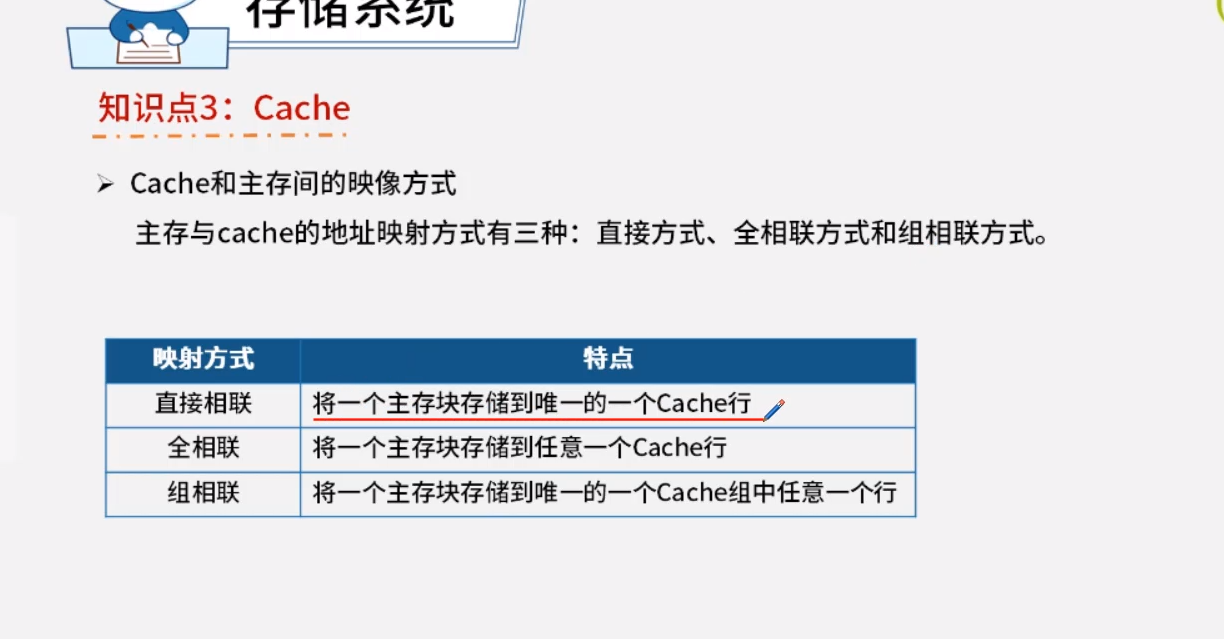 存储系统
知识点3：Cache
➢ Cache和主存间的映像方式
主存与cache的地址映射方式有三种：直接方式、全相联方式和组相联方式。
映射方式 特点
直接相联 将一个主存块存储到唯一的一个Cache行
全相联 将一个主存块存储到任意一个Cache行
组相联 将一个主存块存储到唯一的一个Cache组中任意一个行